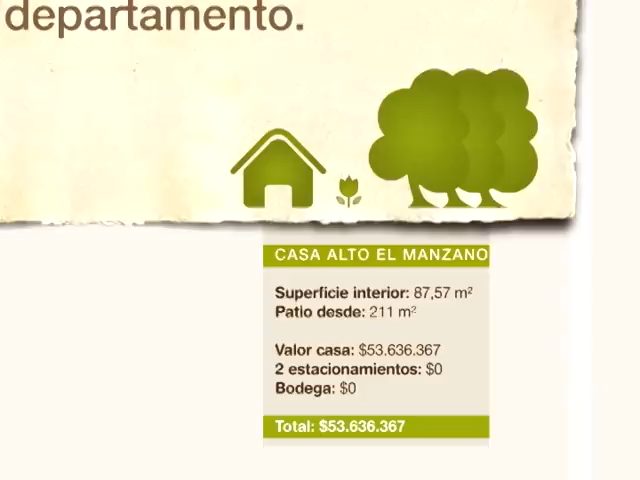 departamento.
CASA ALTO EL MANZANO
Superficie interior: 87,57 m²
Patio desde: 211 m²
Valor casa: $53.636.367
2 estacionamientos: $0
Bodega: $0
Total: $53.636.367